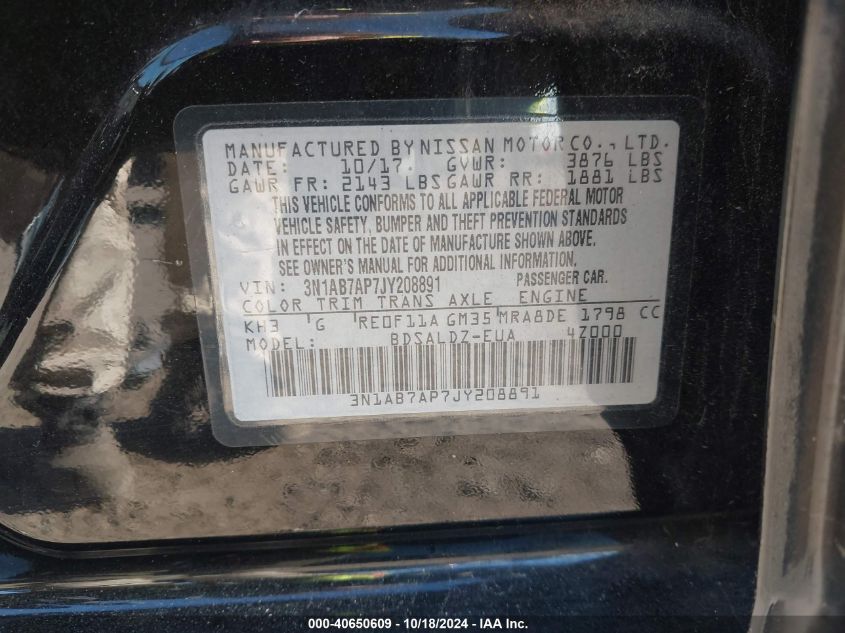 MANUFACTURED BY NISSAN MOTOR CO., LTD.
DATE: 10/17. GVWR: 3876 LBS
GAWR FR: 2143 LBS GAWR RR: 1881 LBS
THIS VEHICLE CONFORMS TO ALL APPLICABLE FEDERAL MOTOR
VEHICLE SAFETY, BUMPER AND THEFT PREVENTION STANDARDS
IN EFFECT ON THE DATE OF MANUFACTURE SHOWN ABOVE.
SEE OWNER'S MANUAL FOR ADDITIONAL INFORMATION.
VIN: 3N1AB7AP7JY208891 PASSENGER CAR.
COLOR TRIM TRANS AXLE ENGINE
KH3 G RE0F11A GM35 MRA8DE 1798 CC
MODEL: BDSALDZ-EUA 4Z000
3N1AB7AP7JY208891
000-40650609 - 10/18/2024 - IAA Inc.